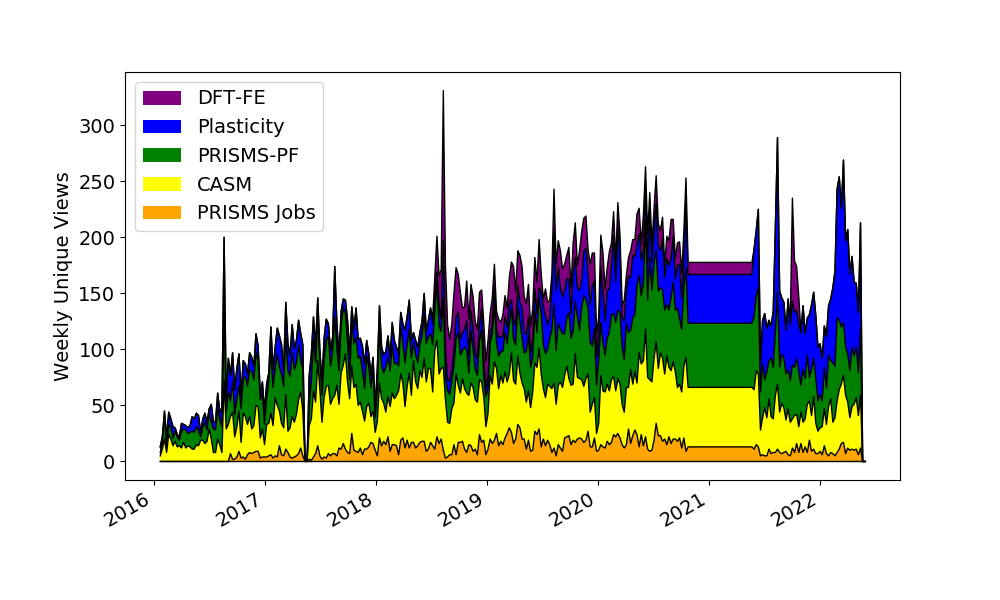 DFT-FE
Plasticity
PRISMS-PF
CASM
PRISMS Jobs
Weekly Unique Views
300
250
200
150
100
50
0
2016
2017
2018
2019
2020
2021
2022